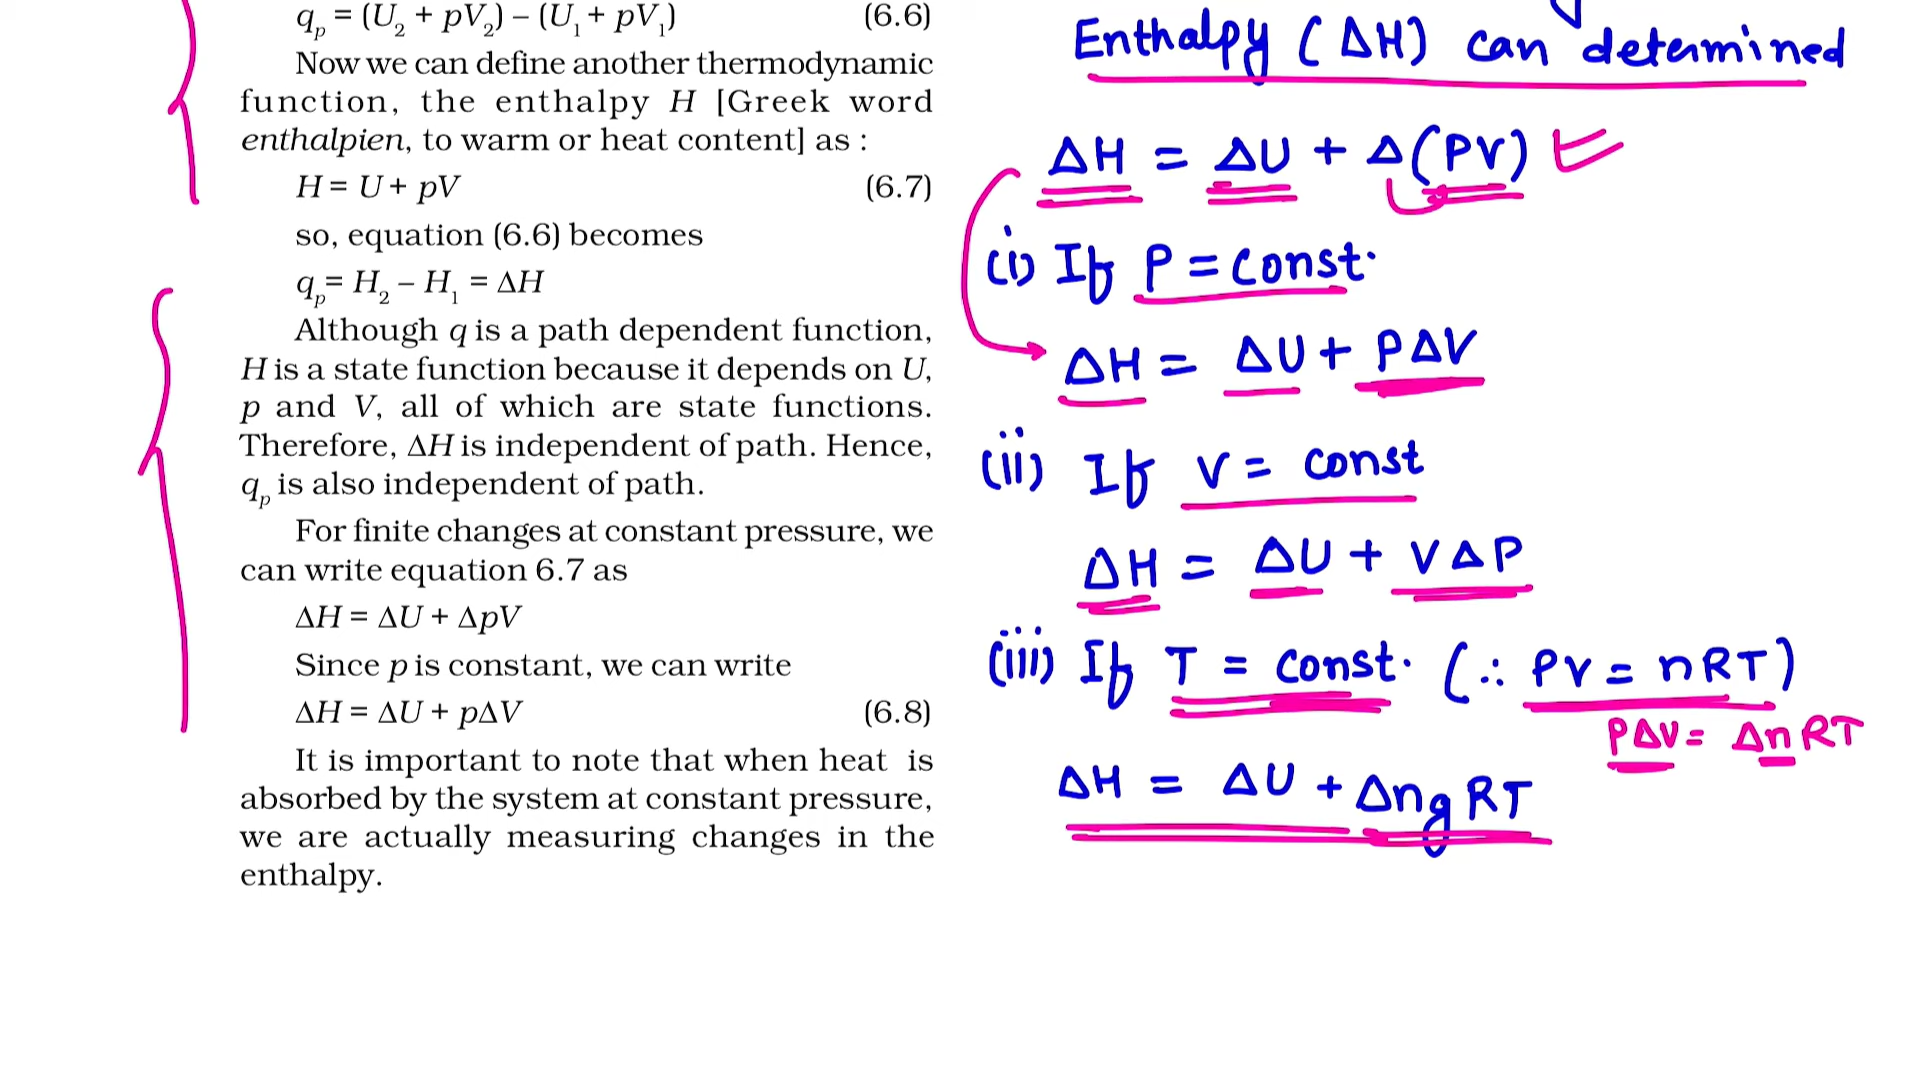 qₚ = (U₂ + pV₂) – (U₁ + pV₁) (6.6)
Now we can define another thermodynamic
function, the enthalpy H [Greek word
enthalpien, to warm or heat content] as :
H = U + pV (6.7)
so, equation (6.6) becomes
qₚ= H₂ – H₁ = ΔH
Although q is a path dependent function,
H is a state function because it depends on U,
p and V, all of which are state functions.
Therefore, ΔH is independent of path. Hence,
qₚ is also independent of path.
For finite changes at constant pressure, we
can write equation 6.7 as
ΔH = ΔU + ΔpV
Since p is constant, we can write
ΔH = ΔU + pΔV (6.8)
It is important to note that when heat is
absorbed by the system at constant pressure,
we are actually measuring changes in the
enthalpy.
Enthalpy (ΔH) can determined
ΔH = ΔU + Δ(PV)
(i) If P = const.
ΔH = ΔU + PΔV
(ii) If V = const
ΔH = ΔU + VΔP
(iii) If T = const. (∴ PV = nRT)
PΔV = ΔnRT
ΔH = ΔU + ΔngRT